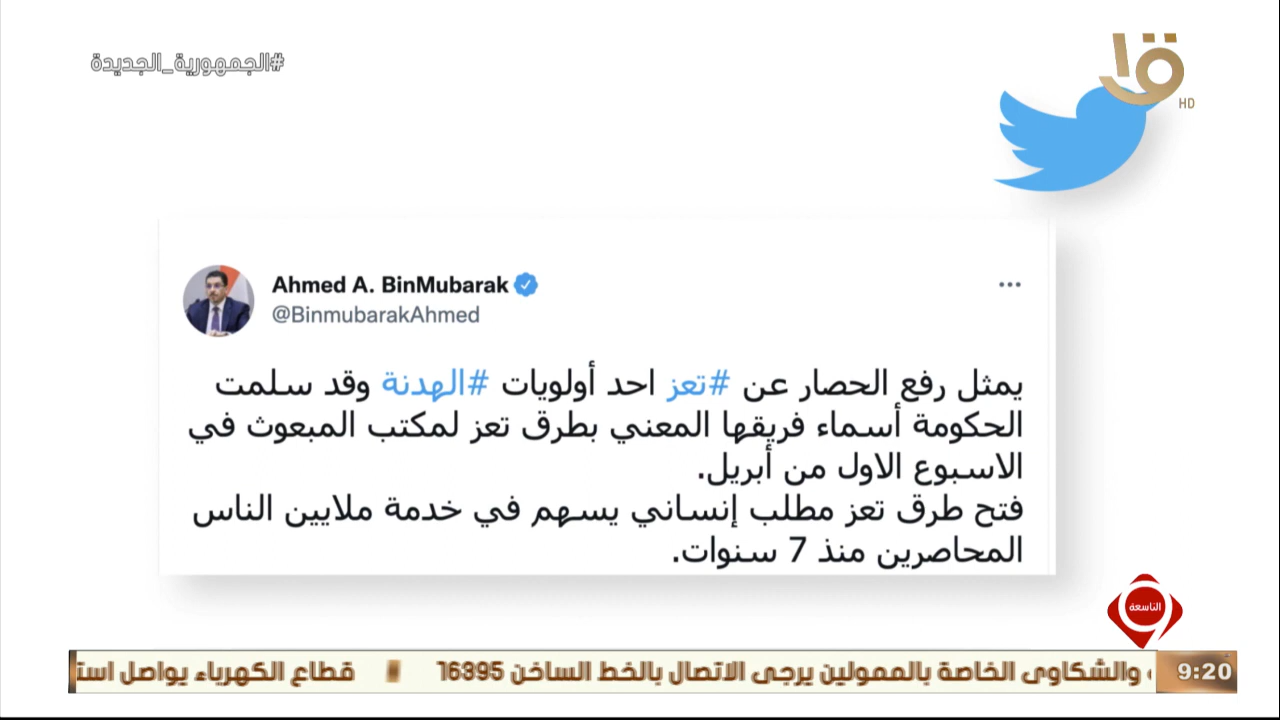 #الجمهورية_الجديدة
HD
Ahmed A. BinMubarak
@BinmubarakAhmed
يمثل رفع الحصار عن #تعز احد أولويات #الهدنة وقد سلمت
الحكومة أسماء فريقها المعني بطرق تعز لمكتب المبعوث في
الاسبوع الاول من أبريل.
فتح طرق تعز مطلب إنساني يسهم في خدمة ملايين الناس
المحاصرين منذ 7 سنوات.
التاسعة
9:20
والشكاوى الخاصة بالممولين يرجى الاتصال بالخط الساخن 16395
قطاع الكهرباء يواصل